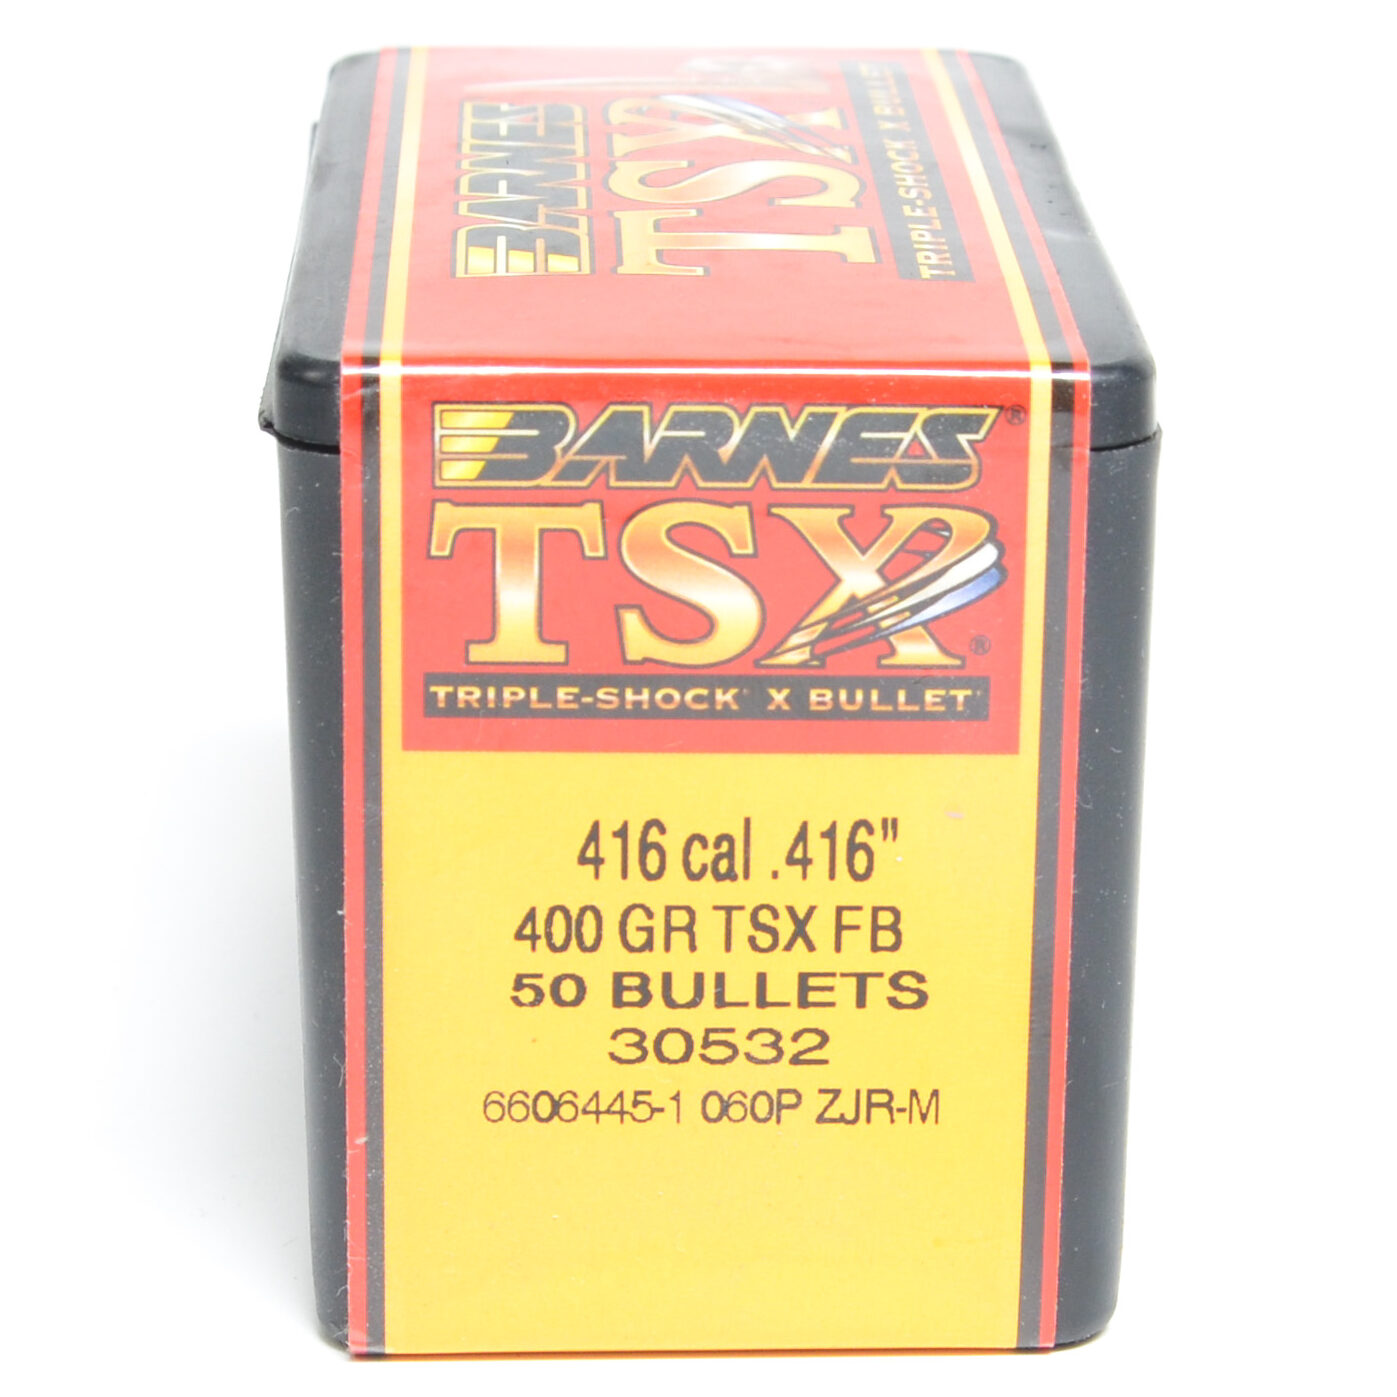 BARNES
TSX
TRIPLE-SHOCK X BULLET
BARNES®
TSX®
TRIPLE-SHOCK X BULLET
416 cal .416"
400 GR TSX FB
50 BULLETS
30532
6606445-1 060P ZJR-M